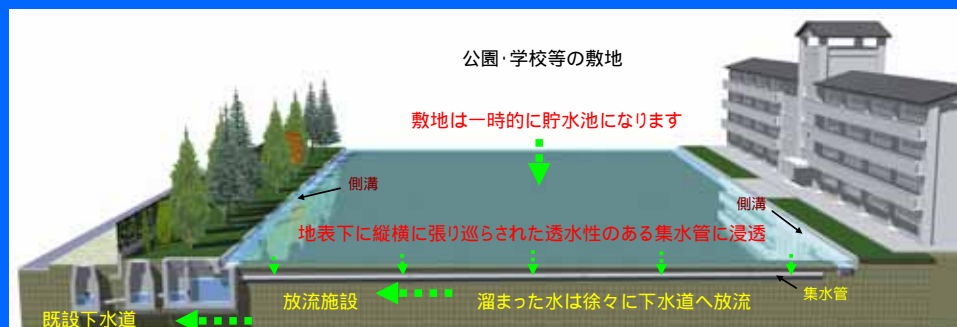 公園・学校等の敷地
敷地は一時的に貯水池になります
側溝
側溝
地表下に縦横に張り巡らされた透水性のある集水管に浸透
集水管
放流施設
溜まった水は徐々に下水道へ放流
既設下水道